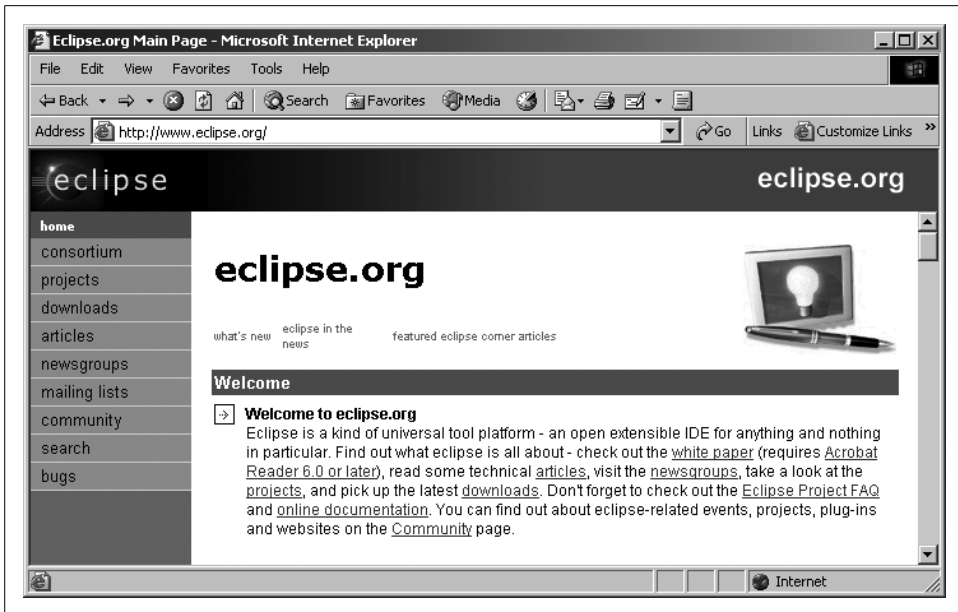 Eclipse.org Main Page - Microsoft Internet Explorer
File Edit View Favorites Tools Help
Back Search Favorites Media
Address http://www.eclipse.org/ Go Links Customize Links »
eclipse eclipse.org
home
consortium
projects
downloads
articles
newsgroups
mailing lists
community
search
bugs
eclipse.org
what's new eclipse in the news featured eclipse corner articles
Welcome
Welcome to eclipse.org
Eclipse is a kind of universal tool platform - an open extensible IDE for anything and nothing
in particular. Find out what eclipse is all about - check out the white paper (requires Acrobat
Reader 6.0 or later), read some technical articles, visit the newsgroups, take a look at the
projects, and pick up the latest downloads. Don't forget to check out the Eclipse Project FAQ
and online documentation. You can find out about eclipse-related events, projects, plug-ins
and websites on the Community page.
Internet